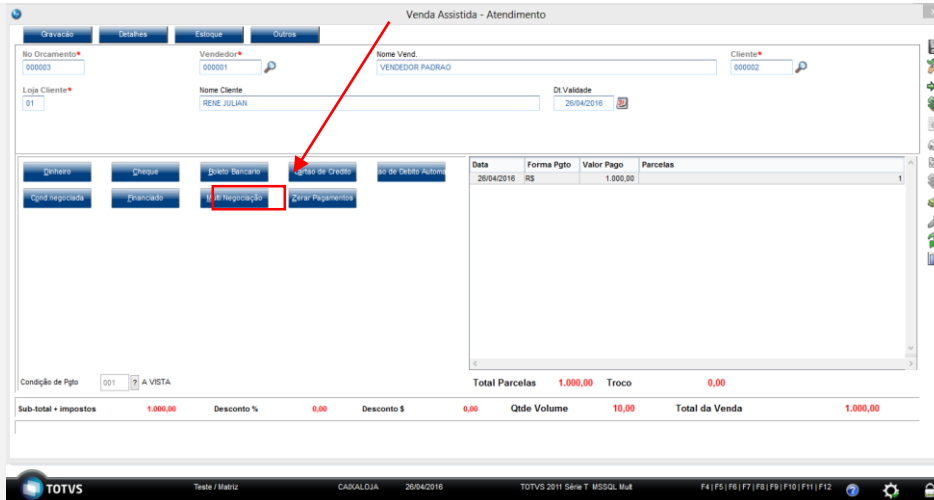 Venda Assistida - Atendimento
Gravacão Detalhes Estoque Outros
No Orcamento* Vendedor* Nome Vend. Cliente*
000003 000001 VENDEDOR PADRAO 000002
Loja Cliente* Nome Cliente Dt.Validade
01 RENE JULIAN 26/04/2016
Dinheiro Cheque Boleto Bancario Cartao de Credito ao de Debito Automa
Cond.negociada Financiado Multi Negociação Zerar Pagamentos
Data Forma Pgto Valor Pago Parcelas
26/04/2016 R$ 1.000,00 1
Condição de Pgto 001 ? A VISTA
Total Parcelas 1.000,00 Troco 0,00
Sub-total + impostos 1.000,00 Desconto % 0,00 Desconto $ 0,00 Qtde Volume 10,00 Total da Venda 1.000,00
TOTVS Teste / Matriz CAIXALOJA 26/04/2016 TOTVS 2011 Série T MSSQL Mult F4 | F5 | F6 | F7 | F8 | F9 | F10 | F11 | F12